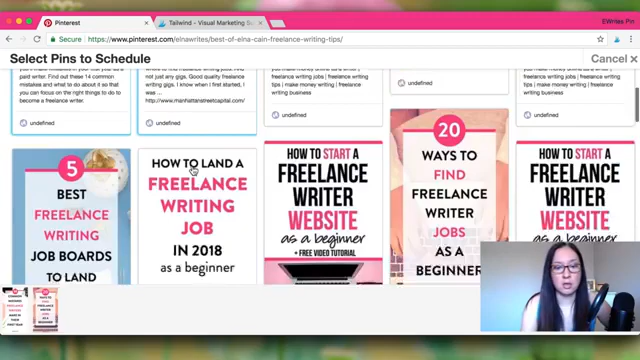 Pinterest
Tailwind - Visual Marketing Su
EWrites Pin
Secure
https://www.pinterest.com/elnawrites/best-of-elna-cain-freelance-writing-tips/
Select Pins to Schedule
Cancel ×
paid writer. Find out these 14
common mistakes and what to do about it so
that you can focus on the right things to do to
become a freelance writer.
undefined
not just any gigs. Good quality freelance
writing gigs. I know when I first started, I
was ...
http://www.manhattanstreetcapital.com/
undefined
freelance writing jobs | freelance writing tips
| make money writing | freelance writing
business
undefined
undefined
freelance writing jobs | freelance writing tips
| make money writing | freelance writing
business
undefined
5
BEST
FREELANCE
WRITING
JOB BOARDS
TO LAND
HOW TO LAND A
FREELANCE
WRITING
JOB
IN 2018
as a beginner
HOW TO START A
FREELANCE
WRITER
WEBSITE
as a beginner
+ FREE VIDEO TUTORIAL
20
WAYS TO
FIND
FREELANCE
WRITER
JOBS
AS A
BEGINNER
HOW TO START A
FREELANCE
WRITER
WEBSITE